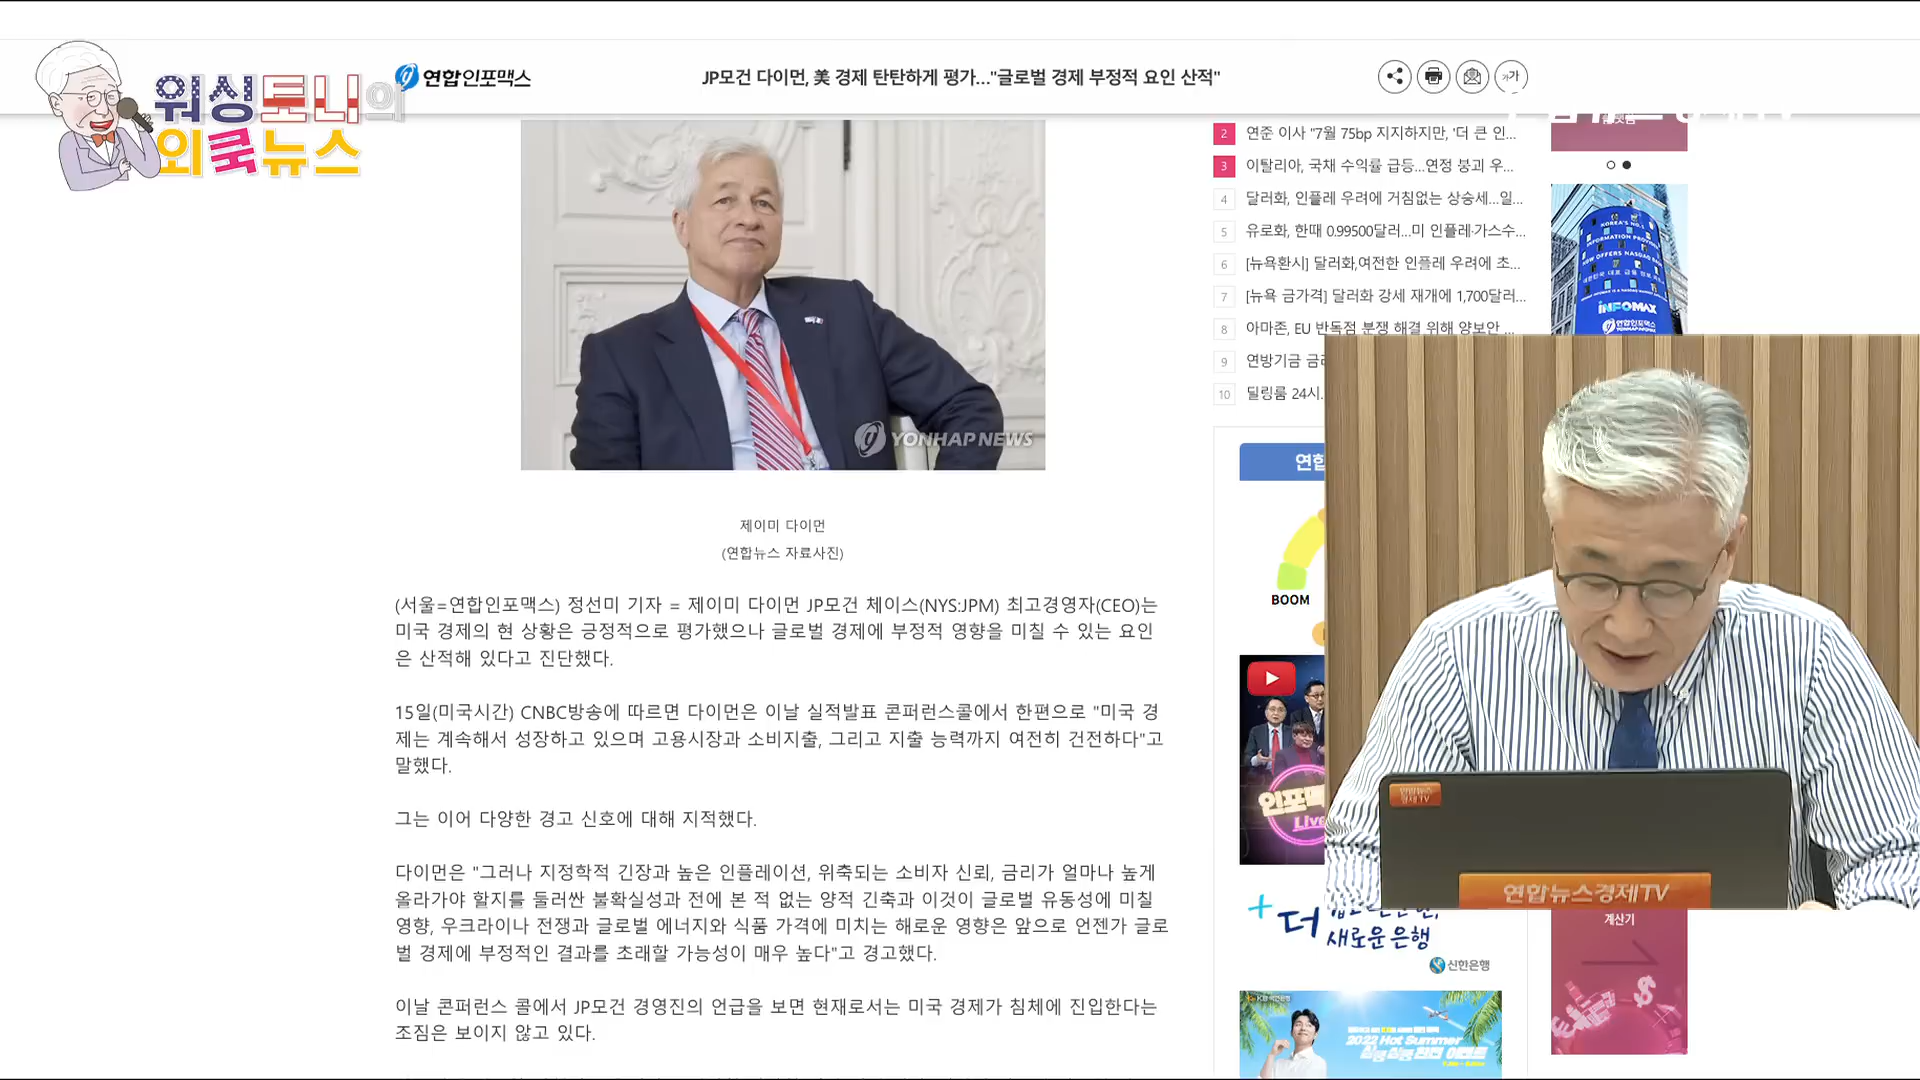 워싱토니의
외쿡뉴스
연합인포맥스
JP모건 다이먼, 美 경제 탄탄하게 평가..."글로벌 경제 부정적 요인 산적"
가가
YONHAP NEWS
제이미 다이먼
(연합뉴스 자료사진)
(서울=연합인포맥스) 정선미 기자 = 제이미 다이먼 JP모건 체이스(NYS:JPM) 최고경영자(CEO)는
미국 경제의 현 상황은 긍정적으로 평가했으나 글로벌 경제에 부정적 영향을 미칠 수 있는 요인
은 산적해 있다고 진단했다.
15일(미국시간) CNBC방송에 따르면 다이먼은 이날 실적발표 콘퍼런스콜에서 한편으로 "미국 경
제는 계속해서 성장하고 있으며 고용시장과 소비지출, 그리고 지출 능력까지 여전히 건전하다"고
말했다.
그는 이어 다양한 경고 신호에 대해 지적했다.
다이먼은 "그러나 지정학적 긴장과 높은 인플레이션, 위축되는 소비자 신뢰, 금리가 얼마나 높게
올라가야 할지를 둘러싼 불확실성과 전에 본 적 없는 양적 긴축과 이것이 글로벌 유동성에 미칠
영향, 우크라이나 전쟁과 글로벌 에너지와 식품 가격에 미치는 해로운 영향은 앞으로 언젠가 글로
벌 경제에 부정적인 결과를 초래할 가능성이 매우 높다"고 경고했다.
이날 콘퍼런스 콜에서 JP모건 경영진의 언급을 보면 현재로서는 미국 경제가 침체에 진입한다는
조짐은 보이지 않고 있다.
2 연준 이사 "7월 75bp 지지하지만, '더 큰 인...
3 이탈리아, 국채 수익률 급등...연정 붕괴 우...
4 달러화, 인플레 우려에 거침없는 상승세...일...
5 유로화, 한때 0.99500달러...미 인플레·가스수...
6 [뉴욕환시] 달러화,여전한 인플레 우려에 초...
7 [뉴욕 금가격] 달러화 강세 재개에 1,700달러...
8 아마존, EU 반독점 분쟁 해결 위해 양보안 ...
9 연방기금 금
10 딜링룸 24시
연합
BOOM
Live
더
새로운 은행
신한은행
2022 Hot Summer
KOREA'S NO.1
INFORMATION
NOW OFFERS NASDAQ
INFOMAX
연합인포맥스
연합뉴스경제TV
계산기